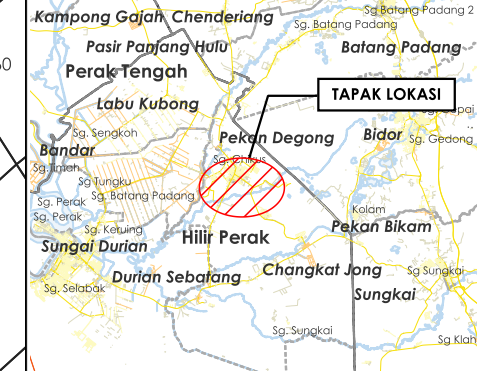 Sg Batang Padang 2
Kampong Gajah Chenderiang
Sg. Batang Padang
Pasir Panjang Hulu
Batang Padang
Perak Tengah
TAPAK LOKASI
Labu Kubong
Sg. Sengkoh
Pekan Degong
Bidor
Sg. Gedong
Bandar
Sg. Chikus
Sg Tungku
Sg. Batang Padang
Sg. Perak
Sg. Perak
Kolam
Sg. Keruing
Pekan Bikam
Hilir Perak
Sungai Durian
Changkat Jong
Sg Sungkai
Durian Sebatang
Sg. Selabak
Sungkai
Sg. Sungkai
Sg Klah